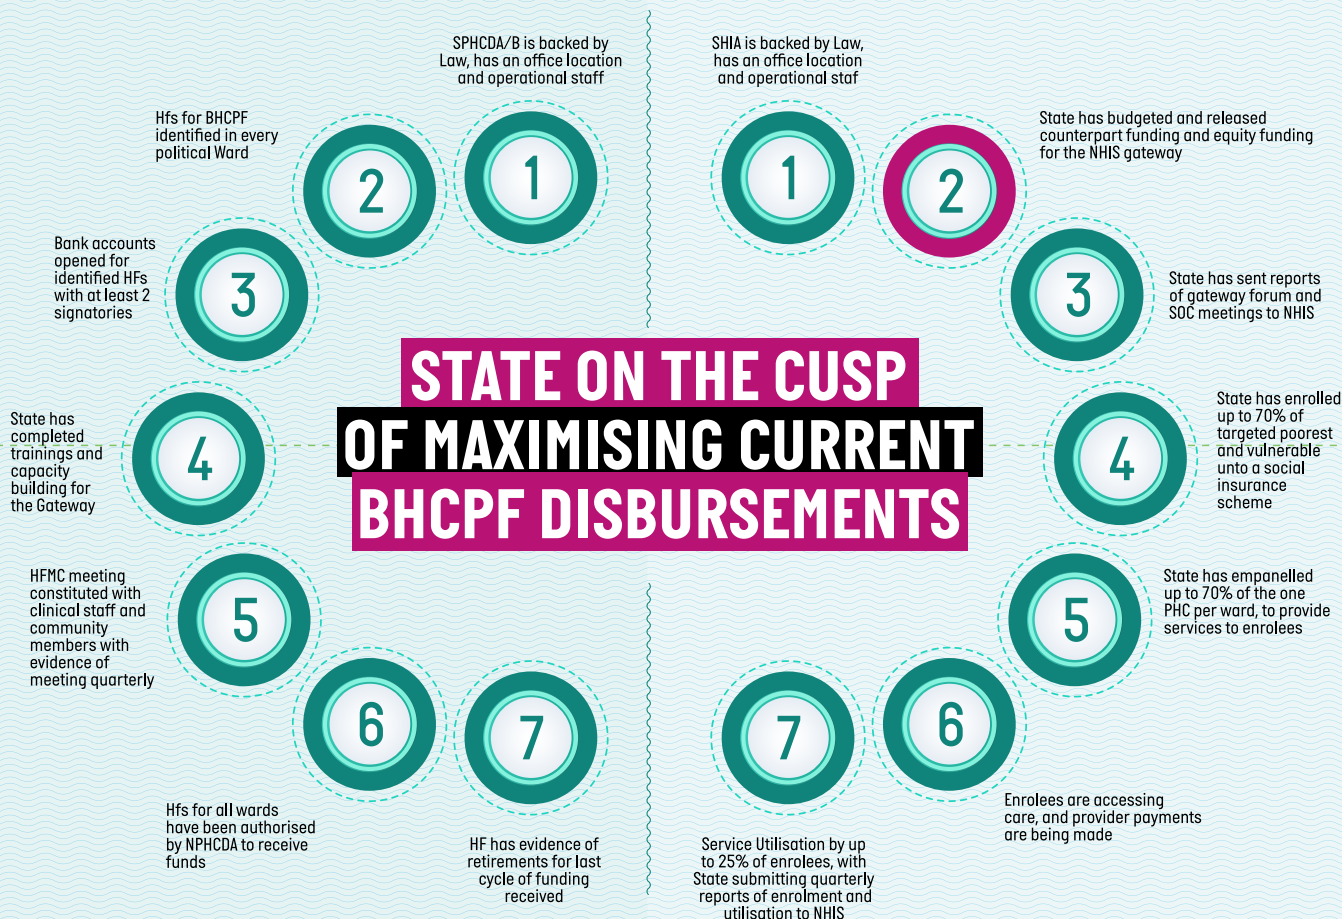 STATE ON THE CUSP
OF MAXIMISING CURRENT
BHCPF DISBURSEMENTS
1
SPHCDA/B is backed by
Law, has an office location
and operational staff
2
Hfs for BHCPF
identified in every
political Ward
3
Bank accounts
opened for
identified HFs
with at least 2
signatories
4
State has
completed
trainings and
capacity
building for
the Gateway
5
HFMC meeting
constituted with
clinical staff and
community
members with
evidence of
meeting quarterly
6
Hfs for all wards
have been authorised
by NPHCDA to receive
funds
7
HF has evidence of
retirements for last
cycle of funding
received
1
SHIA is backed by Law,
has an office location
and operational staf
2
State has budgeted and released
counterpart funding and equity funding
for the NHIS gateway
3
State has sent reports
of gateway forum and
SOC meetings to NHIS
4
State has enrolled
up to 70% of
targeted poorest
and vulnerable
unto a social
insurance
scheme
5
State has empanelled
up to 70% of the one
PHC per ward, to provide
services to enrolees
6
Enrolees are accessing
care, and provider payments
are being made
7
Service Utilisation by up
to 25% of enrolees, with
State submitting quarterly
reports of enrolment and
utilisation to NHIS